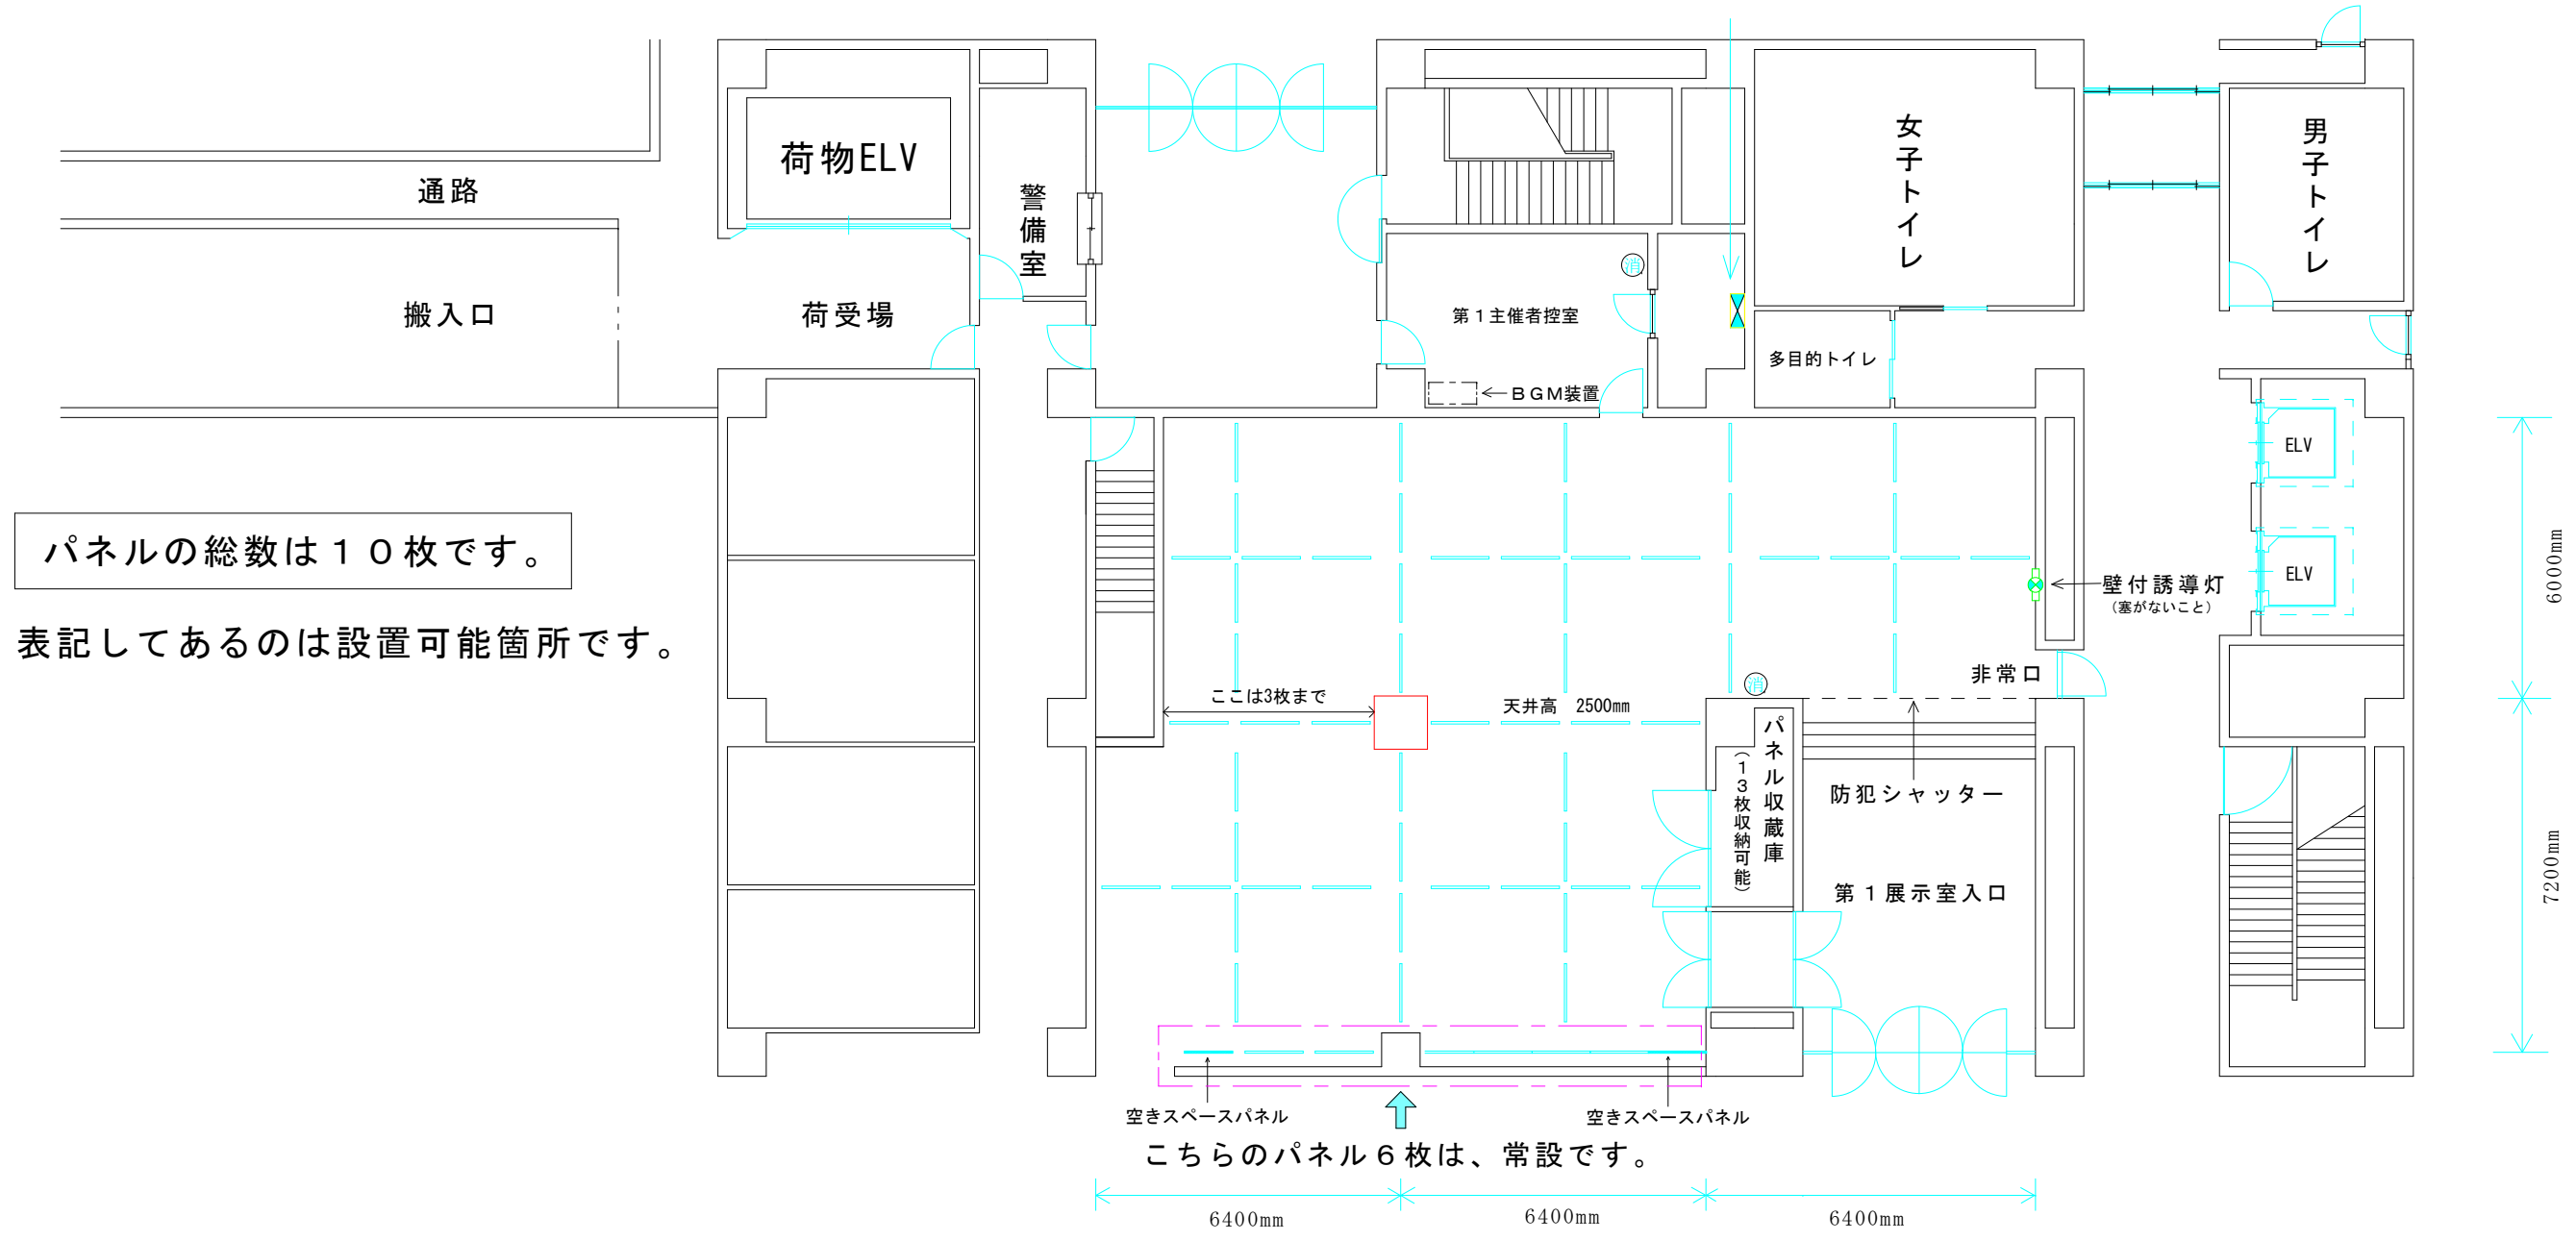 荷物ELV
通路
警備室
女子トイレ
男子トイレ
搬入口
荷受場
消
第１主催者控室
多目的トイレ
ＢＧＭ装置
ELV
パネルの総数は１０枚です。
ELV
壁付誘導灯
（塞がないこと）
6000mm
表記してあるのは設置可能箇所です。
非常口
消
ここは3枚まで
天井高　2500mm
パネル収蔵庫
（１３枚収納可能）
防犯シャッター
7200mm
第１展示室入口
空きスペースパネル
空きスペースパネル
こちらのパネル６枚は、常設です。
6400mm
6400mm
6400mm